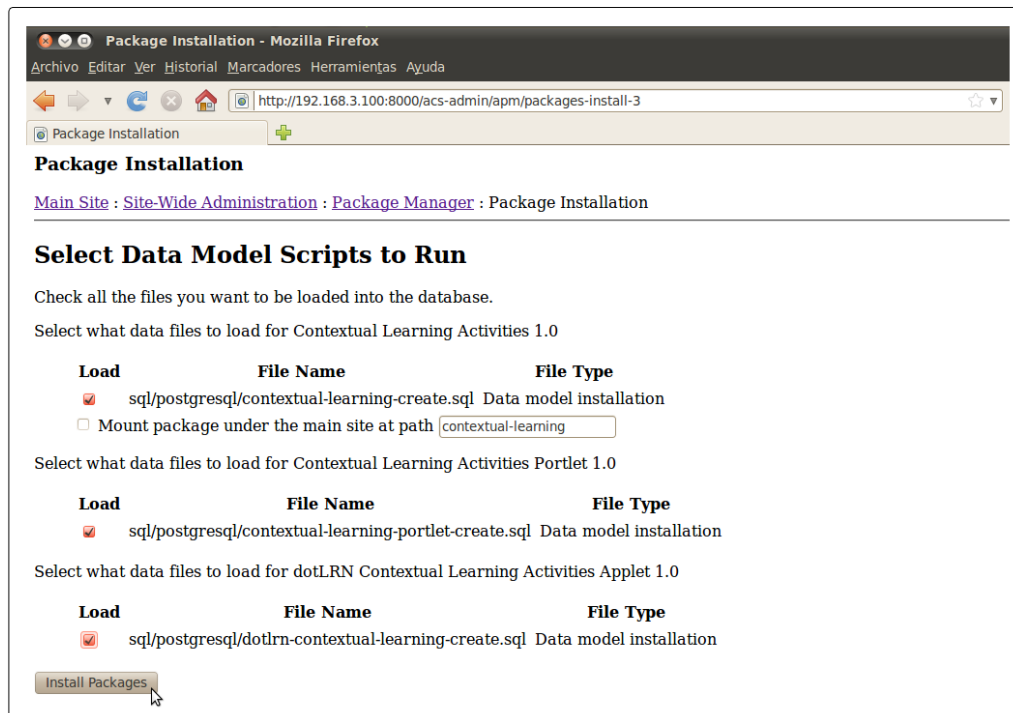 Package Installation - Mozilla Firefox
Archivo Editar Ver Historial Marcadores Herramientas Ayuda
http://192.168.3.100:8000/acs-admin/apm/packages-install-3
Package Installation
Package Installation
Main Site : Site-Wide Administration : Package Manager : Package Installation
Select Data Model Scripts to Run
Check all the files you want to be loaded into the database.
Select what data files to load for Contextual Learning Activities 1.0
Load File Name File Type
sql/postgresql/contextual-learning-create.sql Data model installation
Mount package under the main site at path contextual-learning
Select what data files to load for Contextual Learning Activities Portlet 1.0
Load File Name File Type
sql/postgresql/contextual-learning-portlet-create.sql Data model installation
Select what data files to load for dotLRN Contextual Learning Activities Applet 1.0
Load File Name File Type
sql/postgresql/dotlrn-contextual-learning-create.sql Data model installation
Install Packages